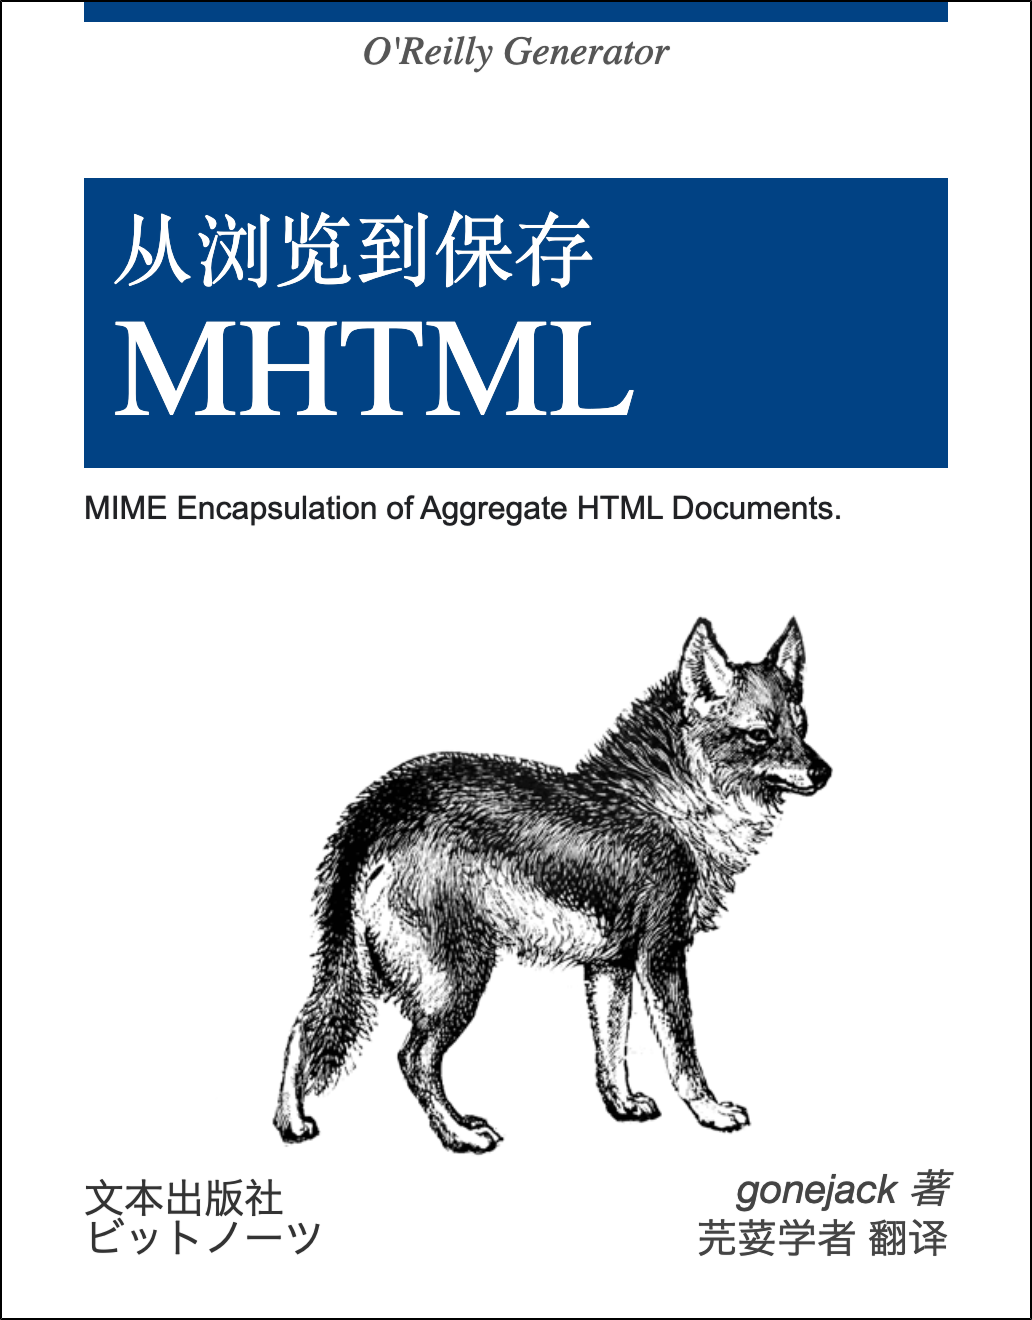 O'Reilly Generator
从浏览到保存
MHTML
MIME Encapsulation of Aggregate HTML Documents.
文本出版社
ビットノーツ
gonejack 著
芫荽学者 翻译